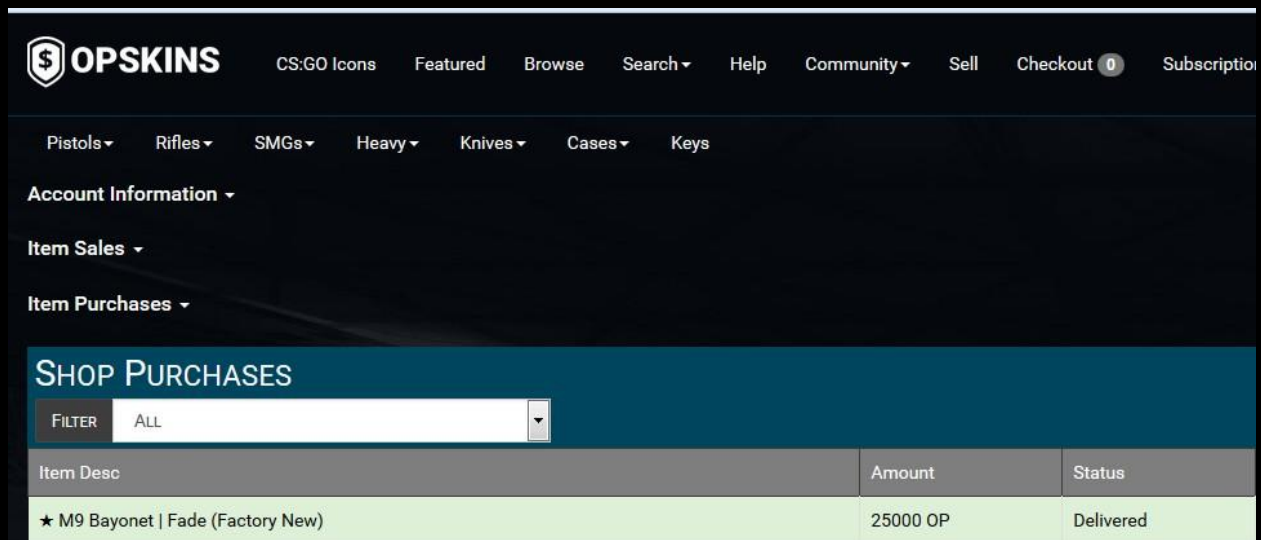 OPSKINS CS:GO Icons Featured Browse Search Help Community Sell Checkout 0 Subscriptio
Pistols Rifles SMGs Heavy Knives Cases Keys
Account Information
Item Sales
Item Purchases
SHOP PURCHASES
FILTER ALL
Item Desc Amount Status
★ M9 Bayonet | Fade (Factory New) 25000 OP Delivered